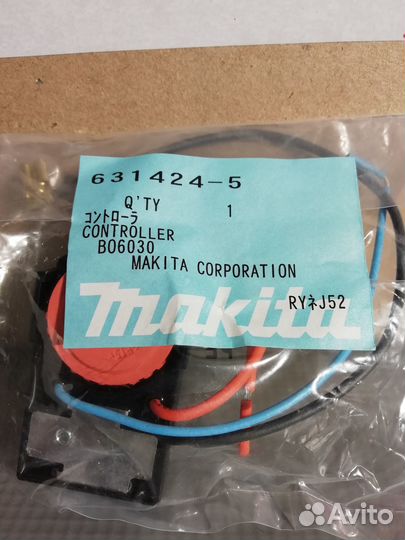 631424-5
Q'TY 1
コントローラ
CONTROLLER
BO6030
MAKITA CORPORATION
RYネJ52
makita
Avito